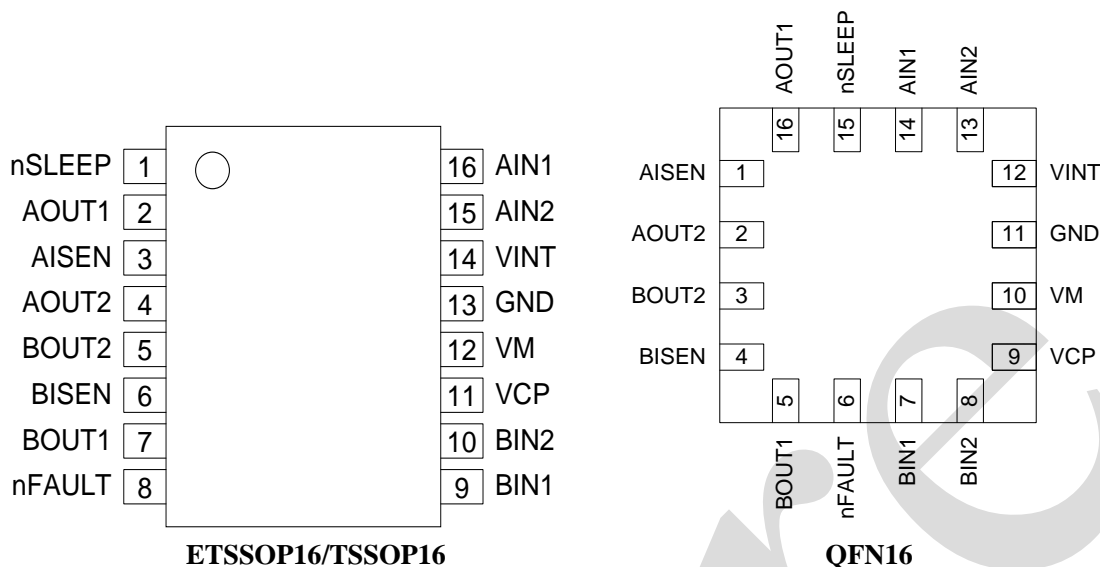 nSLEEP 1 16 AIN1
AOUT1 2 15 AIN2
AISEN 3 14 VINT
AOUT2 4 13 GND
BOUT2 5 12 VM
BISEN 6 11 VCP
BOUT1 7 10 BIN2
nFAULT 8 9 BIN1
ETSSOP16/TSSOP16
AOUT1 nSLEEP AIN1 AIN2
16 15 14 13
AISEN 1 12 VINT
AOUT2 2 11 GND
BOUT2 3 10 VM
BISEN 4 9 VCP
5 6 7 8
BOUT1 nFAULT BIN1 BIN2
QFN16